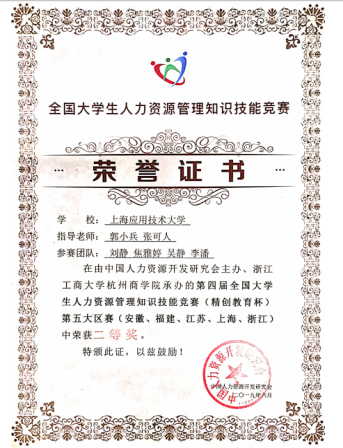 全国大学生人力资源管理知识技能竞赛
荣誉证书
学 校：上海应用技术大学
指导老师：郭小兵 张可人
参赛团队：刘静 焦雅婷 吴静 李潘
在由中国人力资源开发研究会主办、浙江
工商大学杭州商学院承办的第四届全国大学
生人力资源管理知识技能竞赛（精创教育杯）
第五大区赛（安徽、福建、江苏、上海、浙江）
中荣获二等奖。
特颁此证，以兹鼓励！
中国人力资源开发研究会
二〇一九年六月